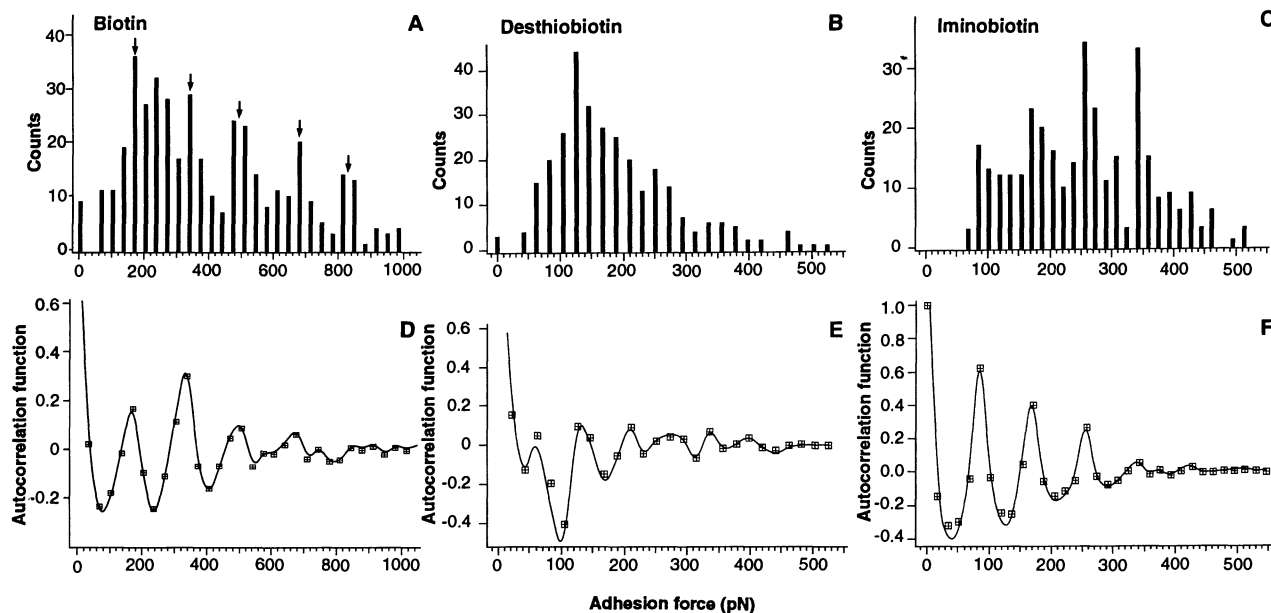 Biotin
A
Counts
40
30
20
10
0
0 200 400 600 800 1000
Desthiobiotin
B
Counts
40
30
20
10
0
0 100 200 300 400 500
Iminobiotin
C
Counts
30
20
10
0
0 100 200 300 400 500
D
Autocorrelation function
0.6
0.4
0.2
0
-0.2
0 200 400 600 800 1000
E
Autocorrelation function
0.6
0.4
0.2
0
-0.2
-0.4
0 100 200 300 400 500
F
Autocorrelation function
1.0
0.8
0.6
0.4
0.2
0.0
-0.2
-0.4
0 100 200 300 400 500
Adhesion force (pN)